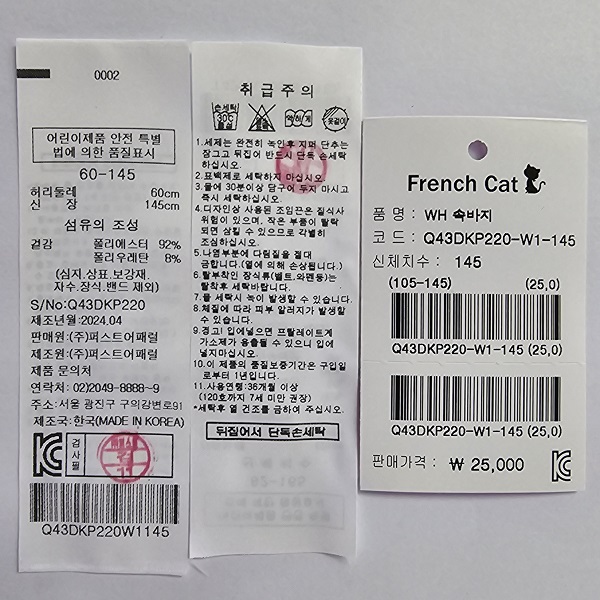 0002
어린이제품 안전 특별
법에 의한 품질표시
60-145
허리둘레 60cm
신 장 145cm
섬유의 조성
겉감 폴리에스터 92%
폴리우레탄 8%
(심지,상표,보강재,
자수,장식,밴드 제외)
S/No:Q43DKP220
제조년월:2024.04
판매원:(주)퍼스트어패럴
제조원:(주)퍼스트어패럴
제품 문의처
연락처: 02)2049-8888~9
주소:서울 광진구 구의강변로91
제조국:한국(MADE IN KOREA)
검사필
Q43DKP220W1145
취급주의
손세탁
30℃
중성
약하게
옷걸이
1.세제는 완전히 녹인후 지퍼 단추는
장그고 뒤집어 반드시 단독 손세탁
하십시오.
2.표백제로 세탁하지 마십시오.
3.물에 30분이상 담구어 두지 마시고
즉시 세탁하십시오.
4.디자인상 사용된 조임끈은 질식사
위험이 있으며, 작은 부품이 탈락
되면 삼킬 수 있으므로 각별히
조심하십시오.
5.나염부분에 다림질을 절대
금합니다.(열에 의해 손상됩니다.)
6.탈부착인 장식류(벨트,와펜등)는
탈착하여 세탁 바랍니다.
7.물 세탁시 녹이 발생할 수 있습니다.
8.체질에 따라 피부 알러지가 발생할
수 있습니다.
9.경고! 입에넣으면 프탈레이트계
가소제가 용출될 수 있으니 입에
넣지마십시오.
10.이 제품의 품질보증기간은 구입일
로부터 1년입니다.
11.사용연령:36개월 이상
(120호까지 7세 미만 권장)
*세탁후 열 건조를 금하여 주십시오.
뒤집어서 단독손세탁
French Cat
품 명 : WH 속바지
코 드 : Q43DKP220-W1-145
신체치수 : 145
(105-145) (25,0)
Q43DKP220-W1-145 (25,0)
Q43DKP220-W1-145 (25,0)
판매가격 : ₩ 25,000